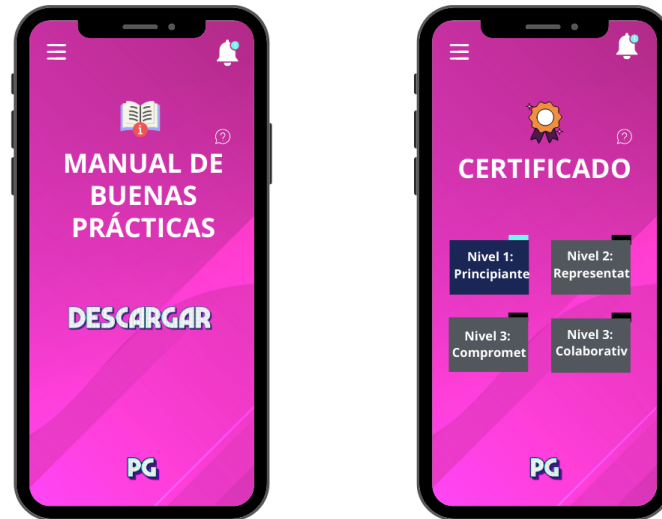 MANUAL DE
BUENAS
PRÁCTICAS
DESCARGAR
PG
CERTIFICADO
Nivel 1:
Principiante
Nivel 2:
Representat
Nivel 3:
Compromet
Nivel 3:
Colaborativ
PG